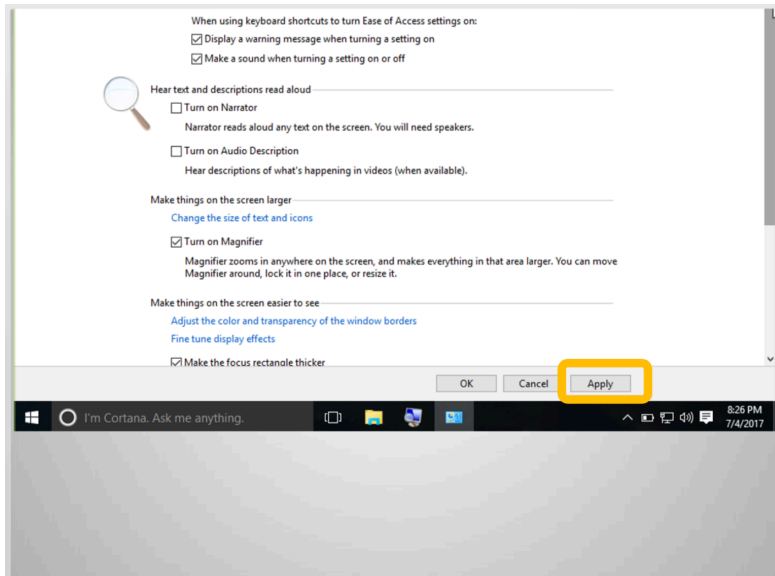 When using keyboard shortcuts to turn Ease of Access settings on:
Display a warning message when turning a setting on
Make a sound when turning a setting on or off
Hear text and descriptions read aloud
Turn on Narrator
Narrator reads aloud any text on the screen. You will need speakers.
Turn on Audio Description
Hear descriptions of what's happening in videos (when available).
Make things on the screen larger
Change the size of text and icons
Turn on Magnifier
Magnifier zooms in anywhere on the screen, and makes everything in that area larger. You can move
Magnifier around, lock it in one place, or resize it.
Make things on the screen easier to see
Adjust the color and transparency of the window borders
Fine tune display effects
Make the focus rectangle thicker
OK Cancel Apply
I'm Cortana. Ask me anything.
8:26 PM
7/4/2017